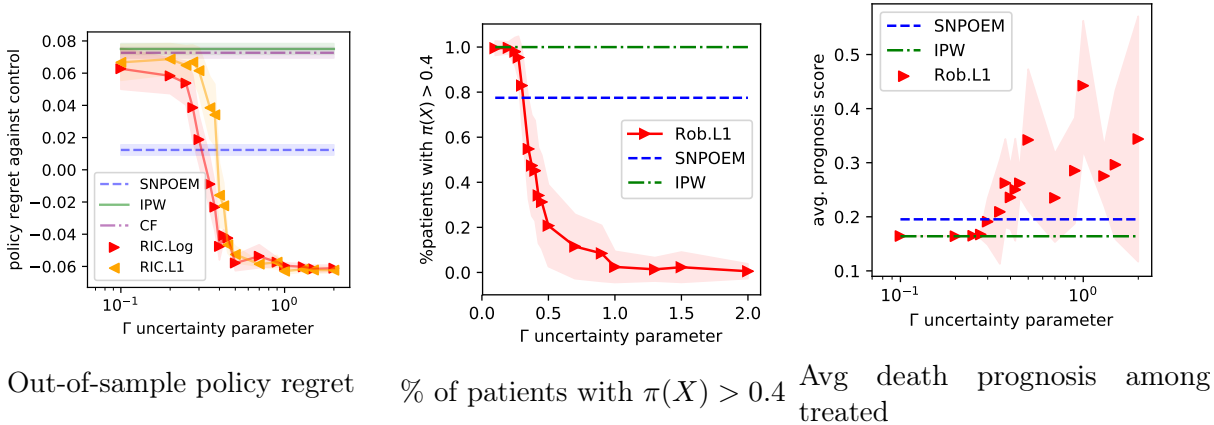 policy regret against control
0.08
0.06
0.04
0.02
0.00
−0.02
−0.04
−0.06
SNPOEM
IPW
CF
RIC.Log
RIC.L1
10⁻¹
10⁰
Γ uncertainty parameter
Out-of-sample policy regret
%patients with π(X) > 0.4
1.0
0.8
0.6
0.4
0.2
0.0
Rob.L1
SNPOEM
IPW
0.0 0.5 1.0 1.5 2.0
Γ uncertainty parameter
% of patients with π(X) > 0.4
avg. prognosis score
0.5
0.4
0.3
0.2
0.1
SNPOEM
IPW
Rob.L1
10⁻¹
10⁰
Γ uncertainty parameter
Avg death prognosis among
treated